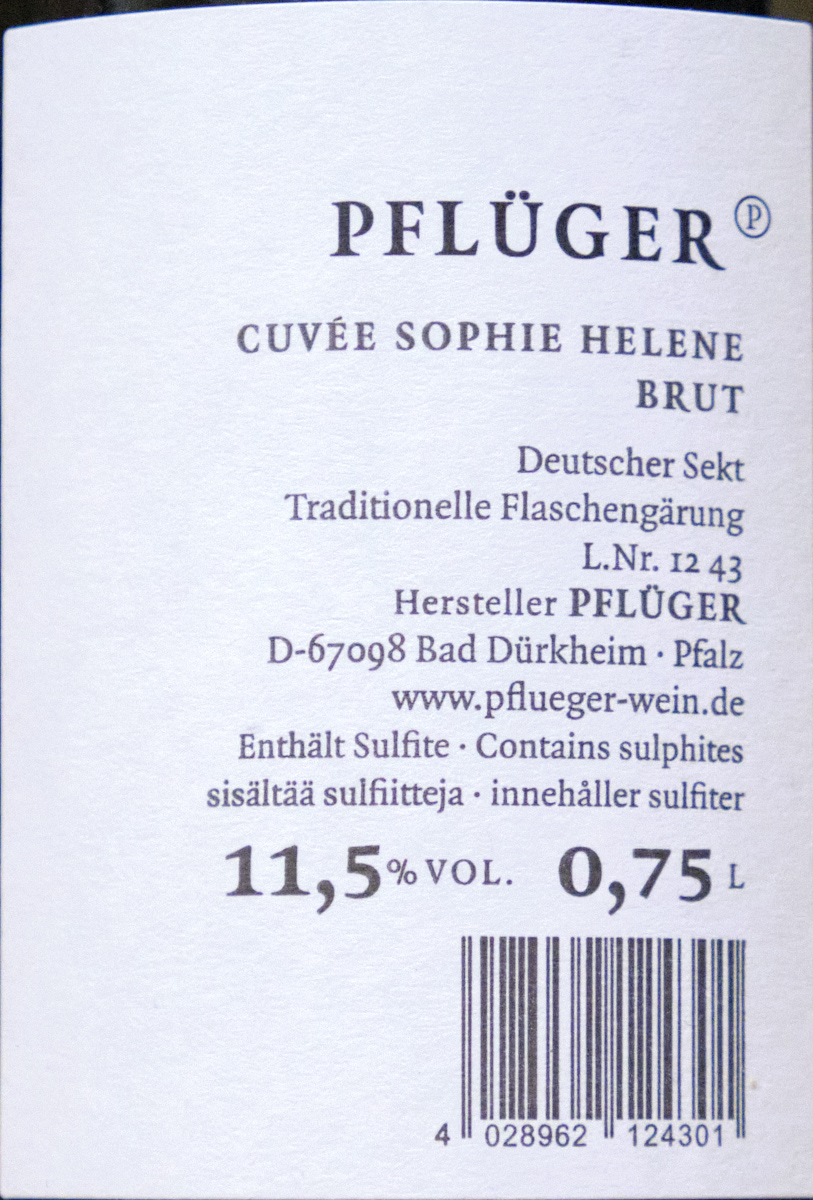 PFLÜGER Ⓟ
CUVÉE SOPHIE HELENE
BRUT
Deutscher Sekt
Traditionelle Flaschengärung
L.Nr. 12 43
Hersteller PFLÜGER
D-67098 Bad Dürkheim · Pfalz
www.pflueger-wein.de
Enthält Sulfite · Contains sulphites
sisältää sulfiitteja · innehåller sulfiter
11,5% VOL. 0,75 L
4 028962 124301